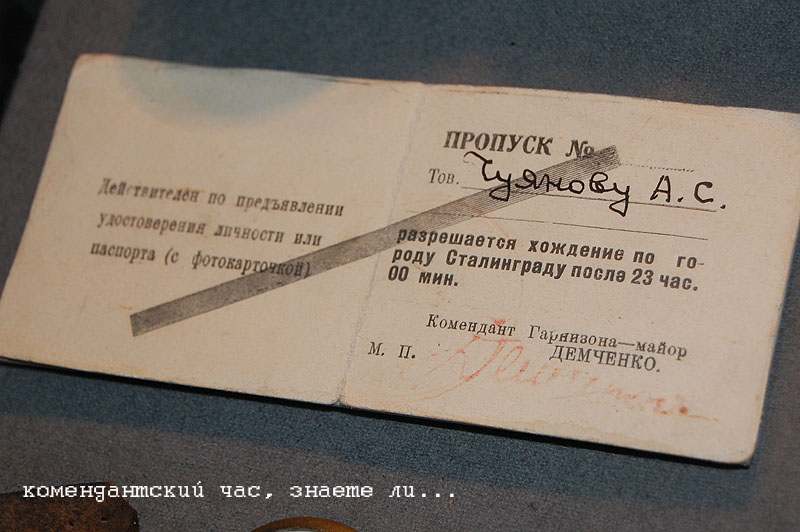 Действителен по предъявлении
удостоверения личности или
паспорта (с фотокарточкой)
ПРОПУСК №
Тов. Чуянову А.С.
разрешается хождение по го-
роду Сталинграду после 23 час.
00 мин.
Комендант Гарнизона—майор
М. П. ДЕМЧЕНКО.
комендантский час, знаете ли...